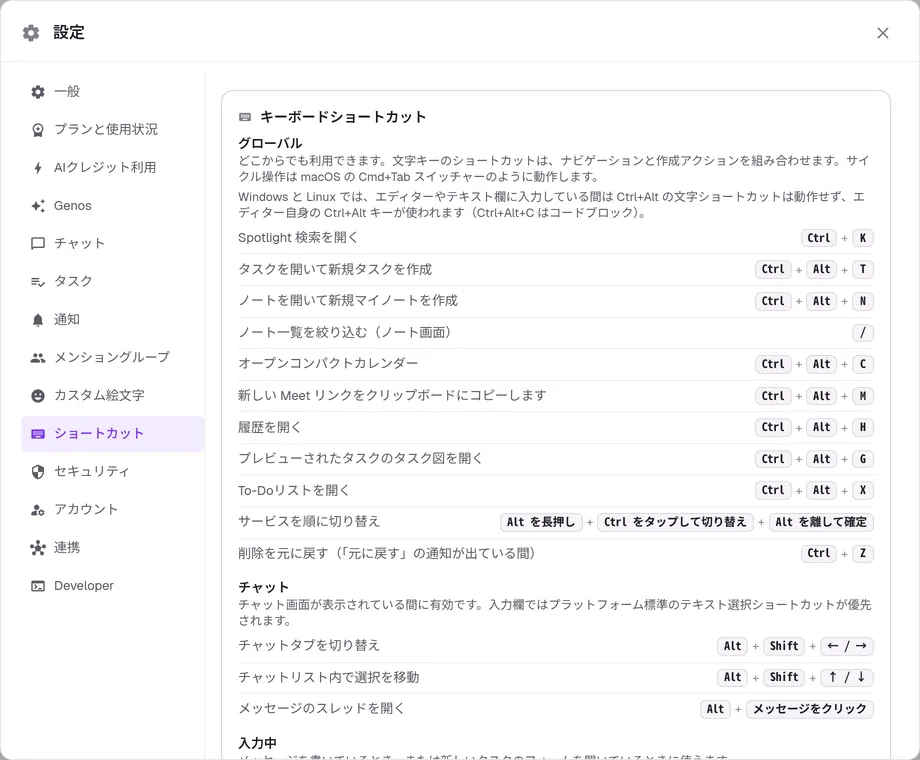 設定
一般
プランと使用状況
AIクレジット利用
Genos
チャット
タスク
通知
メンショングループ
カスタム絵文字
ショートカット
セキュリティ
アカウント
連携
Developer
キーボードショートカット
グローバル
どこからでも利用できます。文字キーのショートカットは、ナビゲーションと作成アクションを組み合わせます。サイ
クル操作は macOS の Cmd+Tab スイッチャーのように動作します。
Windows と Linux では、エディターやテキスト欄に入力している間は Ctrl+Alt の文字ショートカットは動作せず、エ
ディター自身の Ctrl+Alt キーが使われます（Ctrl+Alt+C はコードブロック）。
Spotlight 検索を開く Ctrl + K
タスクを開いて新規タスクを作成 Ctrl + Alt + T
ノートを開いて新規マイノートを作成 Ctrl + Alt + N
ノート一覧を絞り込む（ノート画面） /
オープンコンパクトカレンダー Ctrl + Alt + C
新しい Meet リンクをクリップボードにコピーします Ctrl + Alt + M
履歴を開く Ctrl + Alt + H
プレビューされたタスクのタスク図を開く Ctrl + Alt + G
To-Doリストを開く Ctrl + Alt + X
サービスを順に切り替え Alt を長押し + Ctrl をタップして切り替え + Alt を離して確定
削除を元に戻す（「元に戻す」の通知が出ている間） Ctrl + Z
チャット
チャット画面が表示されている間に有効です。入力欄ではプラットフォーム標準のテキスト選択ショートカットが優先
されます。
チャットタブを切り替え Alt + Shift + ← / →
チャットリスト内で選択を移動 Alt + Shift + ↑ / ↓
メッセージのスレッドを開く Alt + メッセージをクリック
入力中